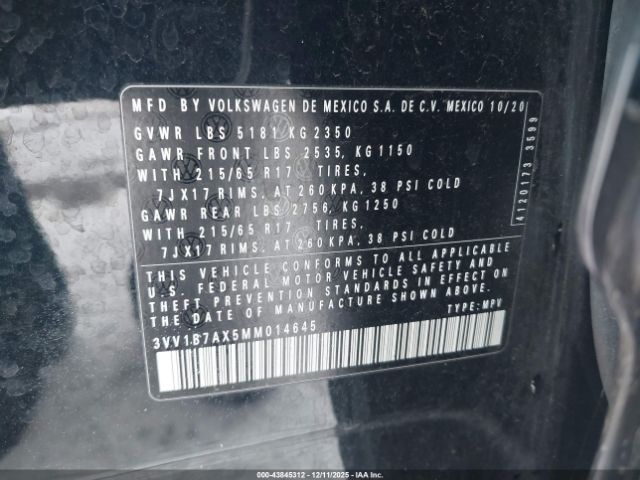 MFD BY VOLKSWAGEN DE MEXICO S.A. DE C.V. MEXICO 10/20
GVWR LBS 5181 KG 2350
GAWR FRONT LBS 2535, KG 1150
WITH 215/65 R17 TIRES,
7JX17 RIMS, AT 260 KPA, 38 PSI COLD
GAWR REAR LBS 2756, KG 1250
WITH 215/65 R17 TIRES,
7JX17 RIMS, AT 260 KPA, 38 PSI COLD
THIS VEHICLE CONFORMS TO ALL APPLICABLE
U.S. FEDERAL MOTOR VEHICLE SAFETY AND
THEFT PREVENTION STANDARDS IN EFFECT ON
THE DATE OF MANUFACTURE SHOWN ABOVE.
3VV1B7AX5MM014645 TYPE: MPV
4120173 3599
000-43845312 - 12/11/2025 - IAAI.com